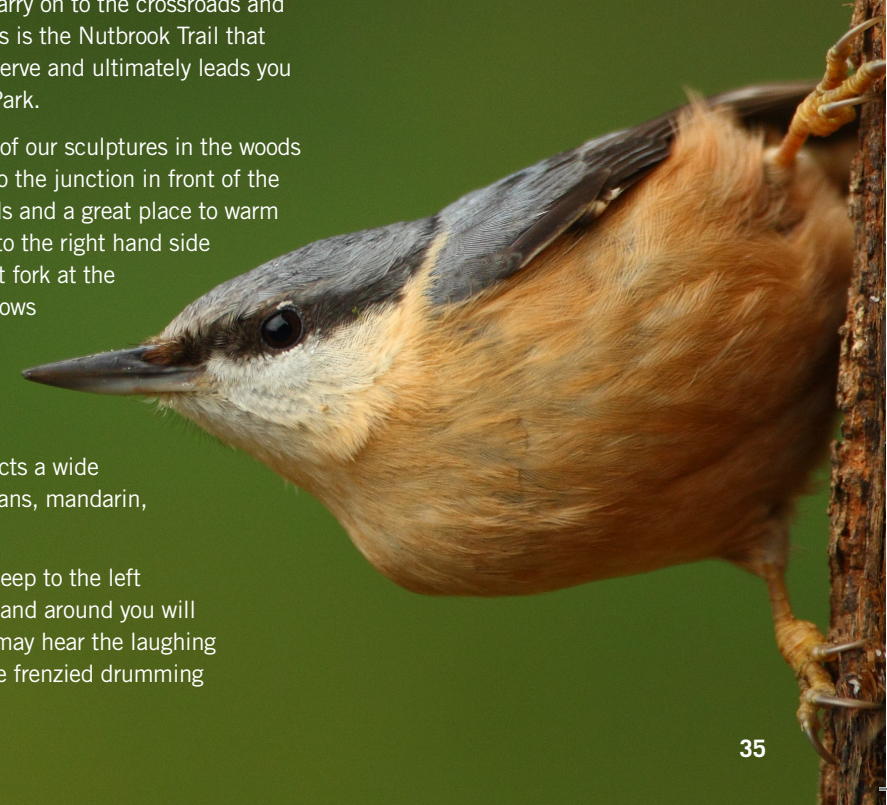 arry on to the crossroads and
s is the Nutbrook Trail that
erve and ultimately leads you
Park.
of our sculptures in the woods
o the junction in front of the
ls and a great place to warm
to the right hand side
t fork at the
ows
cts a wide
ans, mandarin,
eep to the left
and around you will
may hear the laughing
e frenzied drumming
35